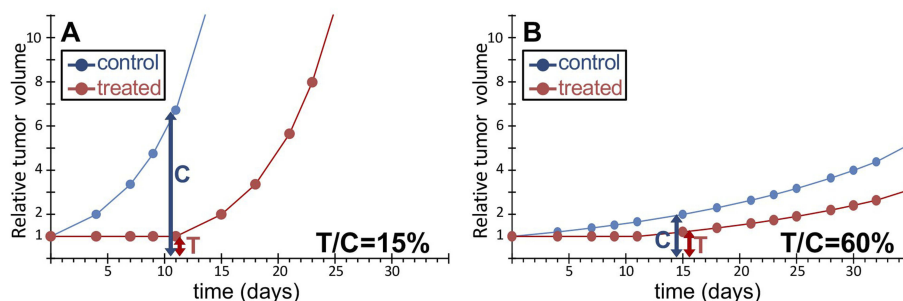 A
B
Relative tumor volume
10
8
6
4
2
1
control
treated
C
T
T/C=15%
5
10
15
20
25
30
time (days)
Relative tumor volume
10
8
6
4
2
1
control
treated
C
T
T/C=60%
5
10
15
20
25
30
time (days)